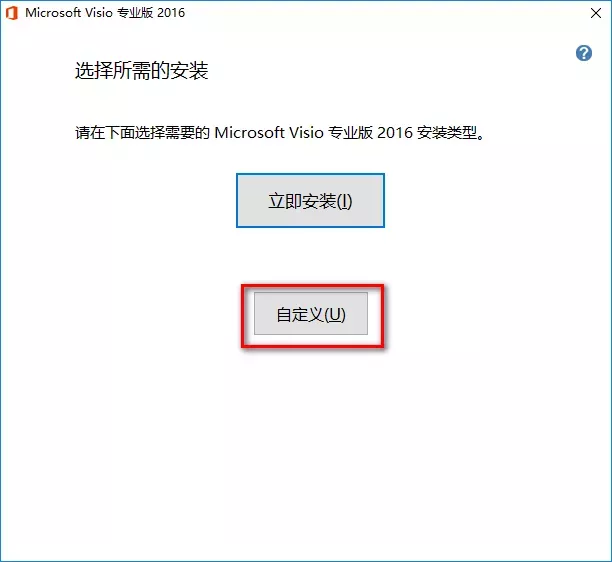 Microsoft Visio 专业版 2016
?
选择所需的安装
请在下面选择需要的 Microsoft Visio 专业版 2016 安装类型。
立即安装(I)
自定义(U)